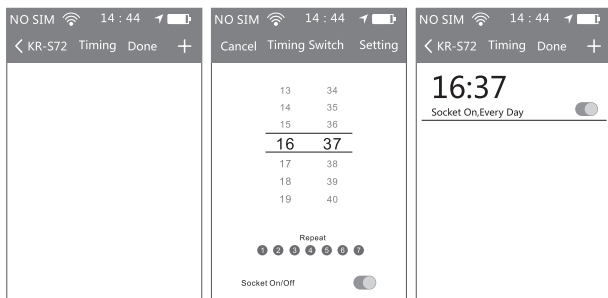 NO SIM 14 : 44
KR-S72 Timing Done +
NO SIM 14 : 44
Cancel Timing Switch Setting
13 34
14 35
15 36
16 37
17 38
18 39
19 40
Repeat
1 2 3 4 5 6 7
Socket On/Off
NO SIM 14 : 44
KR-S72 Timing Done +
16:37
Socket On,Every Day